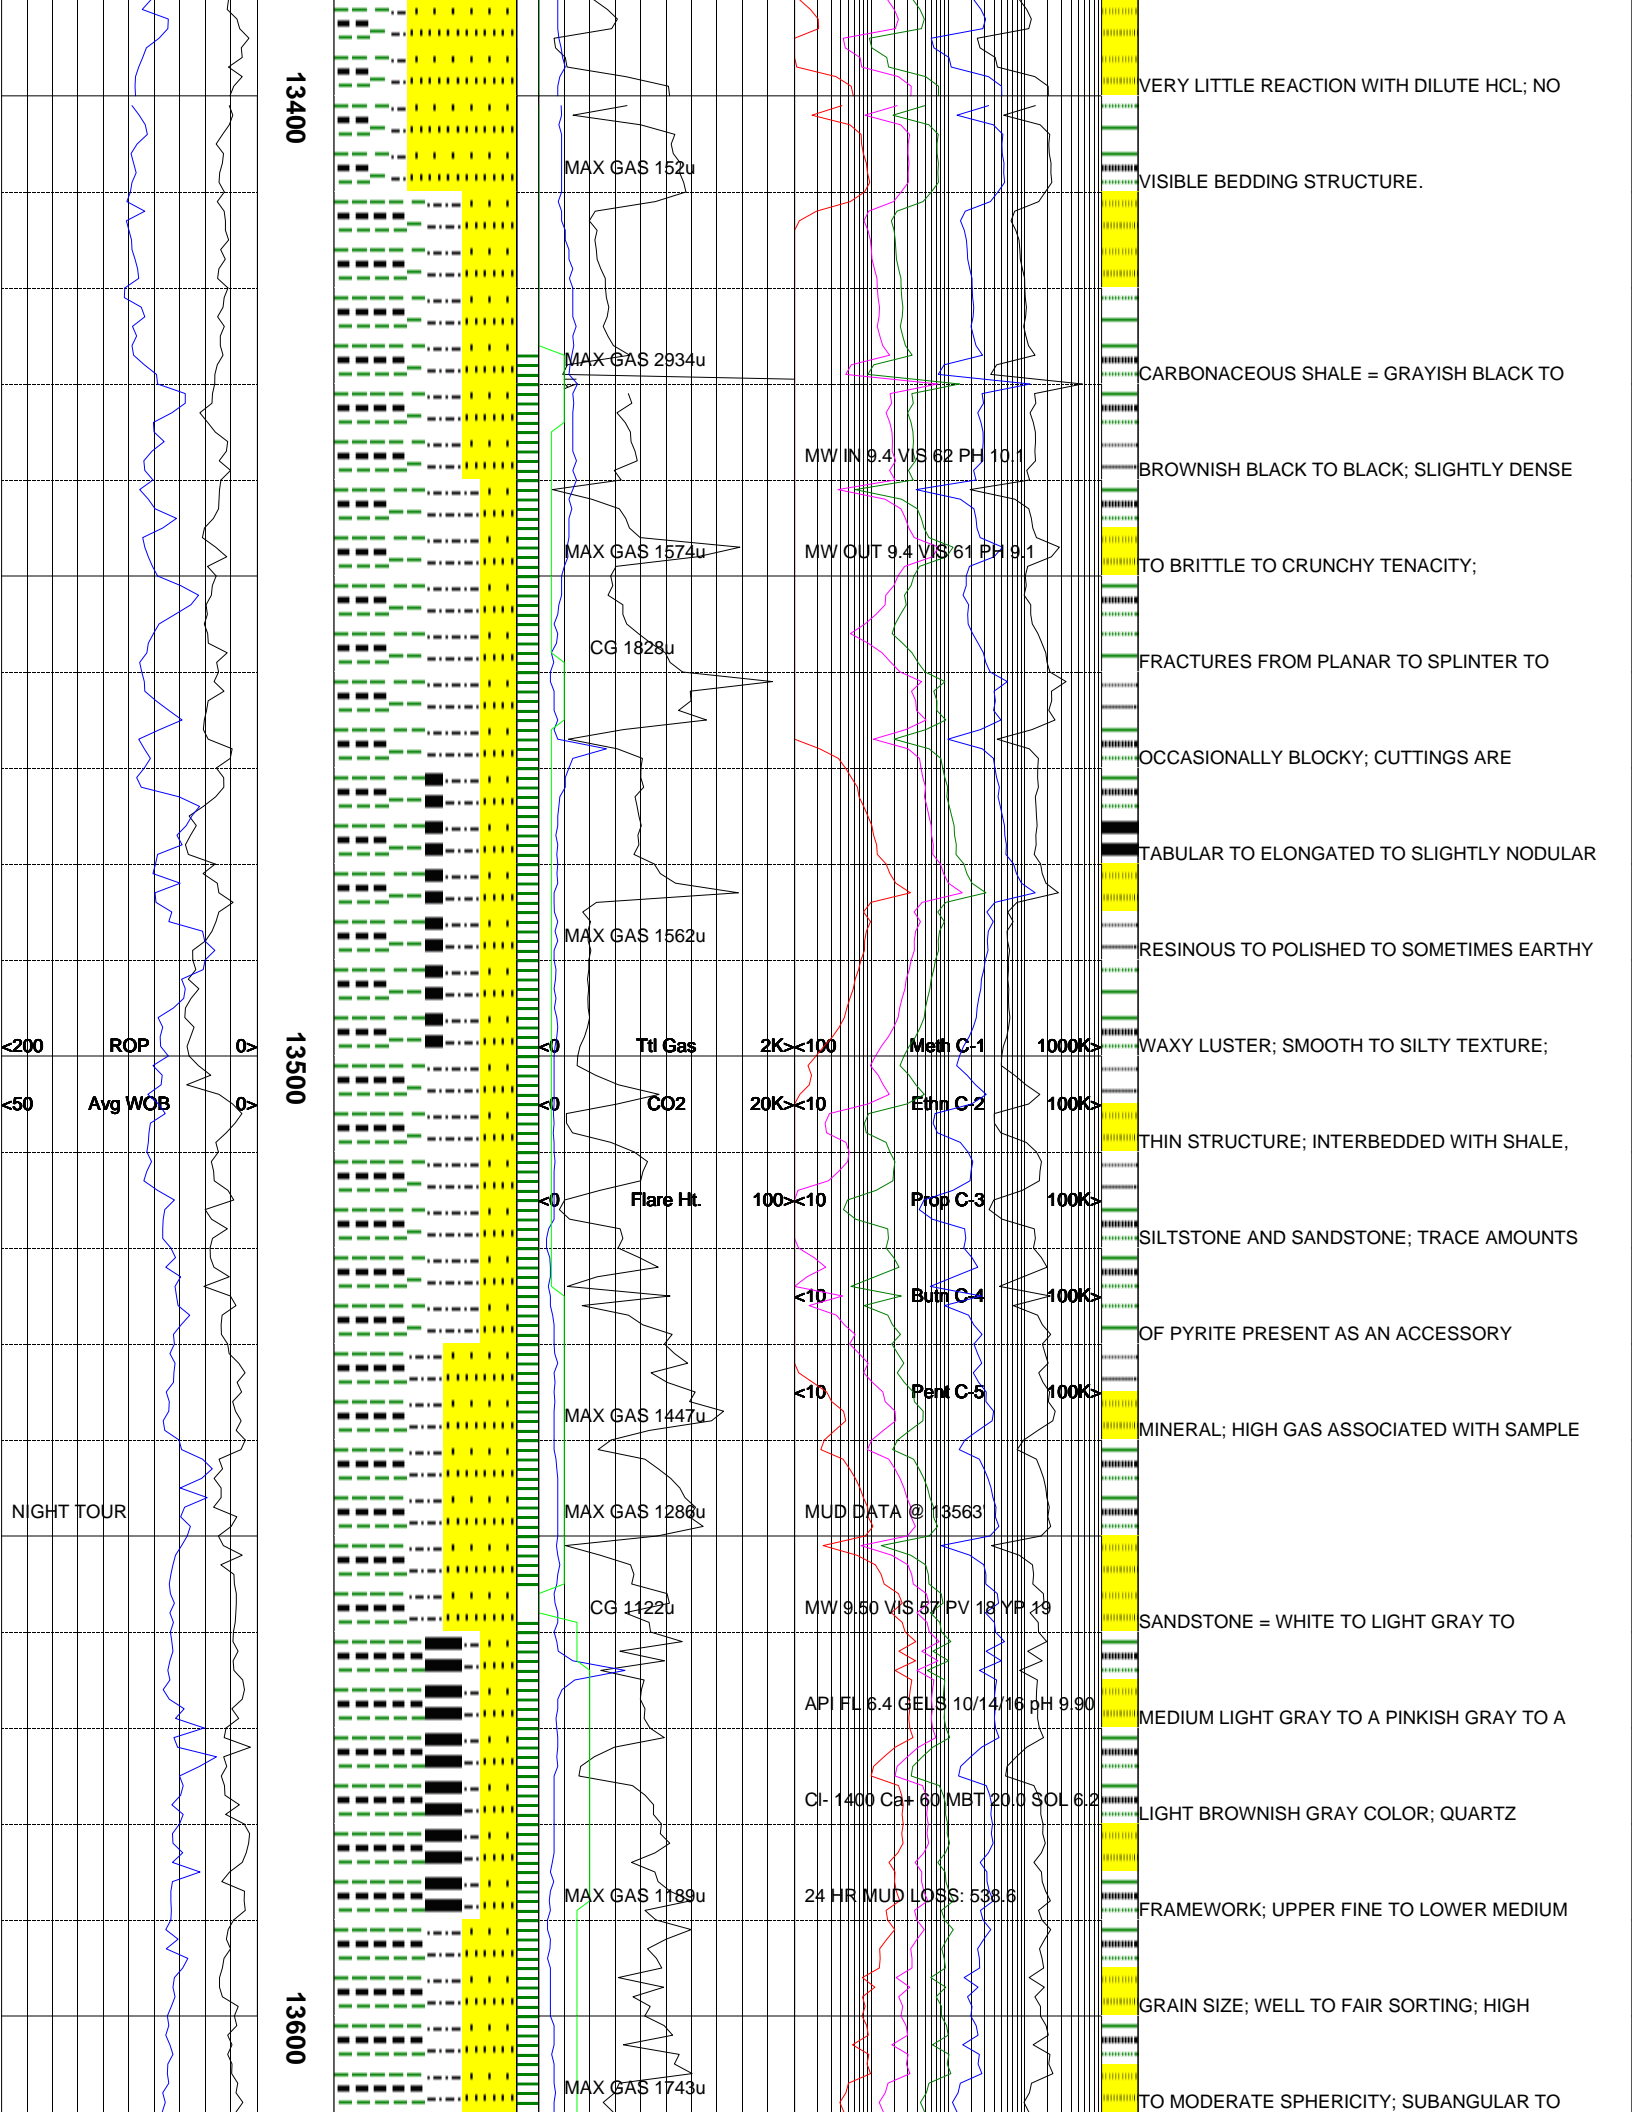 VERY LITTLE REACTION WITH DILUTE HCL; NO
13400
MAX GAS 152u
VISIBLE BEDDING STRUCTURE.
MAX GAS 2934u
CARBONACEOUS SHALE = GRAYISH BLACK TO
MW IN 9.4 VIS 62 PH 10.1
BROWNISH BLACK TO BLACK; SLIGHTLY DENSE
MAX GAS 1574u
MW OUT 9.4 VIS 61 PH 9.1
TO BRITTLE TO CRUNCHY TENACITY;
CG 1828u
FRACTURES FROM PLANAR TO SPLINTER TO
OCCASIONALLY BLOCKY; CUTTINGS ARE
TABULAR TO ELONGATED TO SLIGHTLY NODULAR
MAX GAS 1562u
RESINOUS TO POLISHED TO SOMETIMES EARTHY
<200 ROP 0>
13500
<0 Ttl Gas 2K>
<100 Meth C-1 1000K>
WAXY LUSTER; SMOOTH TO SILTY TEXTURE;
<50 Avg WOB 0>
<0 CO2 20K>
<10 Ethn C-2 100K>
THIN STRUCTURE; INTERBEDDED WITH SHALE,
<0 Flare Ht. 100>
<10 Prop C-3 100K>
SILTSTONE AND SANDSTONE; TRACE AMOUNTS
<10 Butn C-4 100K>
OF PYRITE PRESENT AS AN ACCESSORY
<10 Pent C-5 100K>
MAX GAS 1447u
MINERAL; HIGH GAS ASSOCIATED WITH SAMPLE
NIGHT TOUR
MAX GAS 1286u
MUD DATA @ 13563'
CG 1122u
MW 9.50 VIS 57 PV 18 YP 19
SANDSTONE = WHITE TO LIGHT GRAY TO
API FL 6.4 GELS 10/14/16 pH 9.90
MEDIUM LIGHT GRAY TO A PINKISH GRAY TO A
Cl- 1400 Ca+ 60 MBT 20.0 SOL 6.2
LIGHT BROWNISH GRAY COLOR; QUARTZ
MAX GAS 1189u
24 HR MUD LOSS: 538.6
FRAMEWORK; UPPER FINE TO LOWER MEDIUM
GRAIN SIZE; WELL TO FAIR SORTING; HIGH
13600
MAX GAS 1743u
TO MODERATE SPHERICITY; SUBANGULAR TO